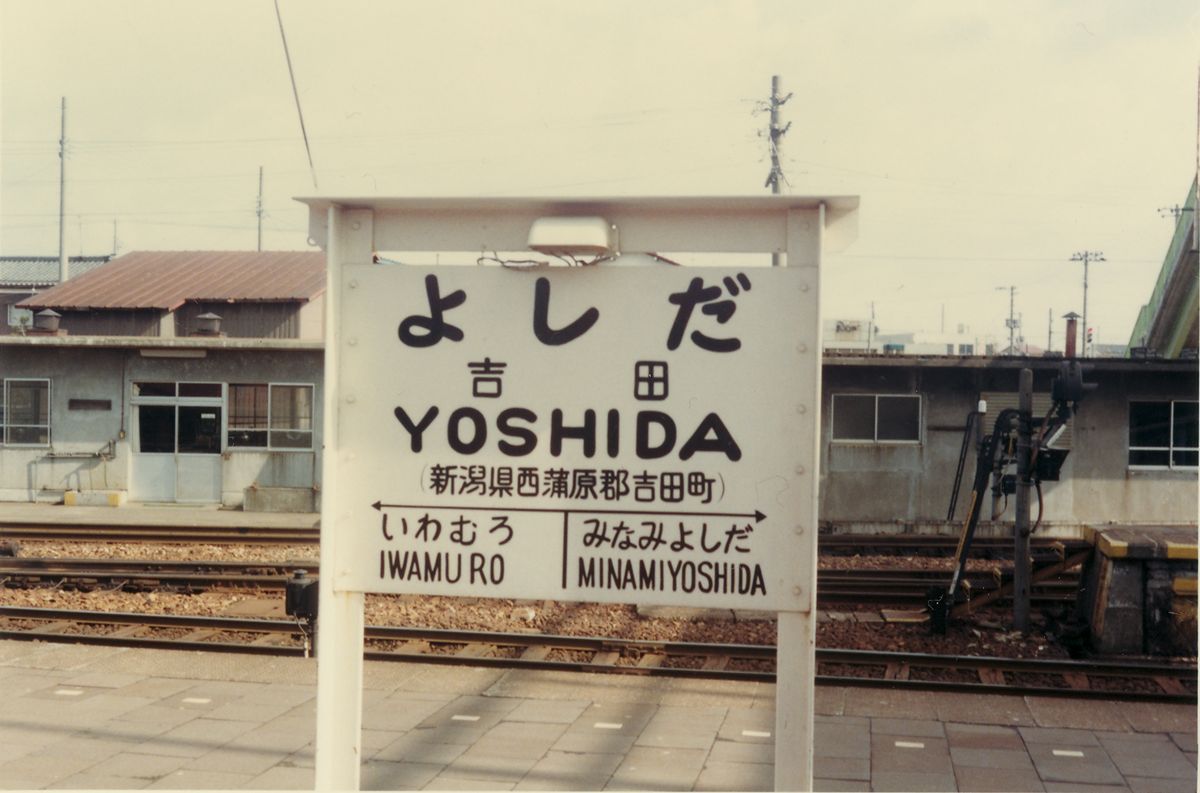 よしだ
吉田
YOSHIDA
(新潟県西蒲原郡吉田町)
いわむろ みなみよしだ
IWAMURO MINAMIYOSHIDA